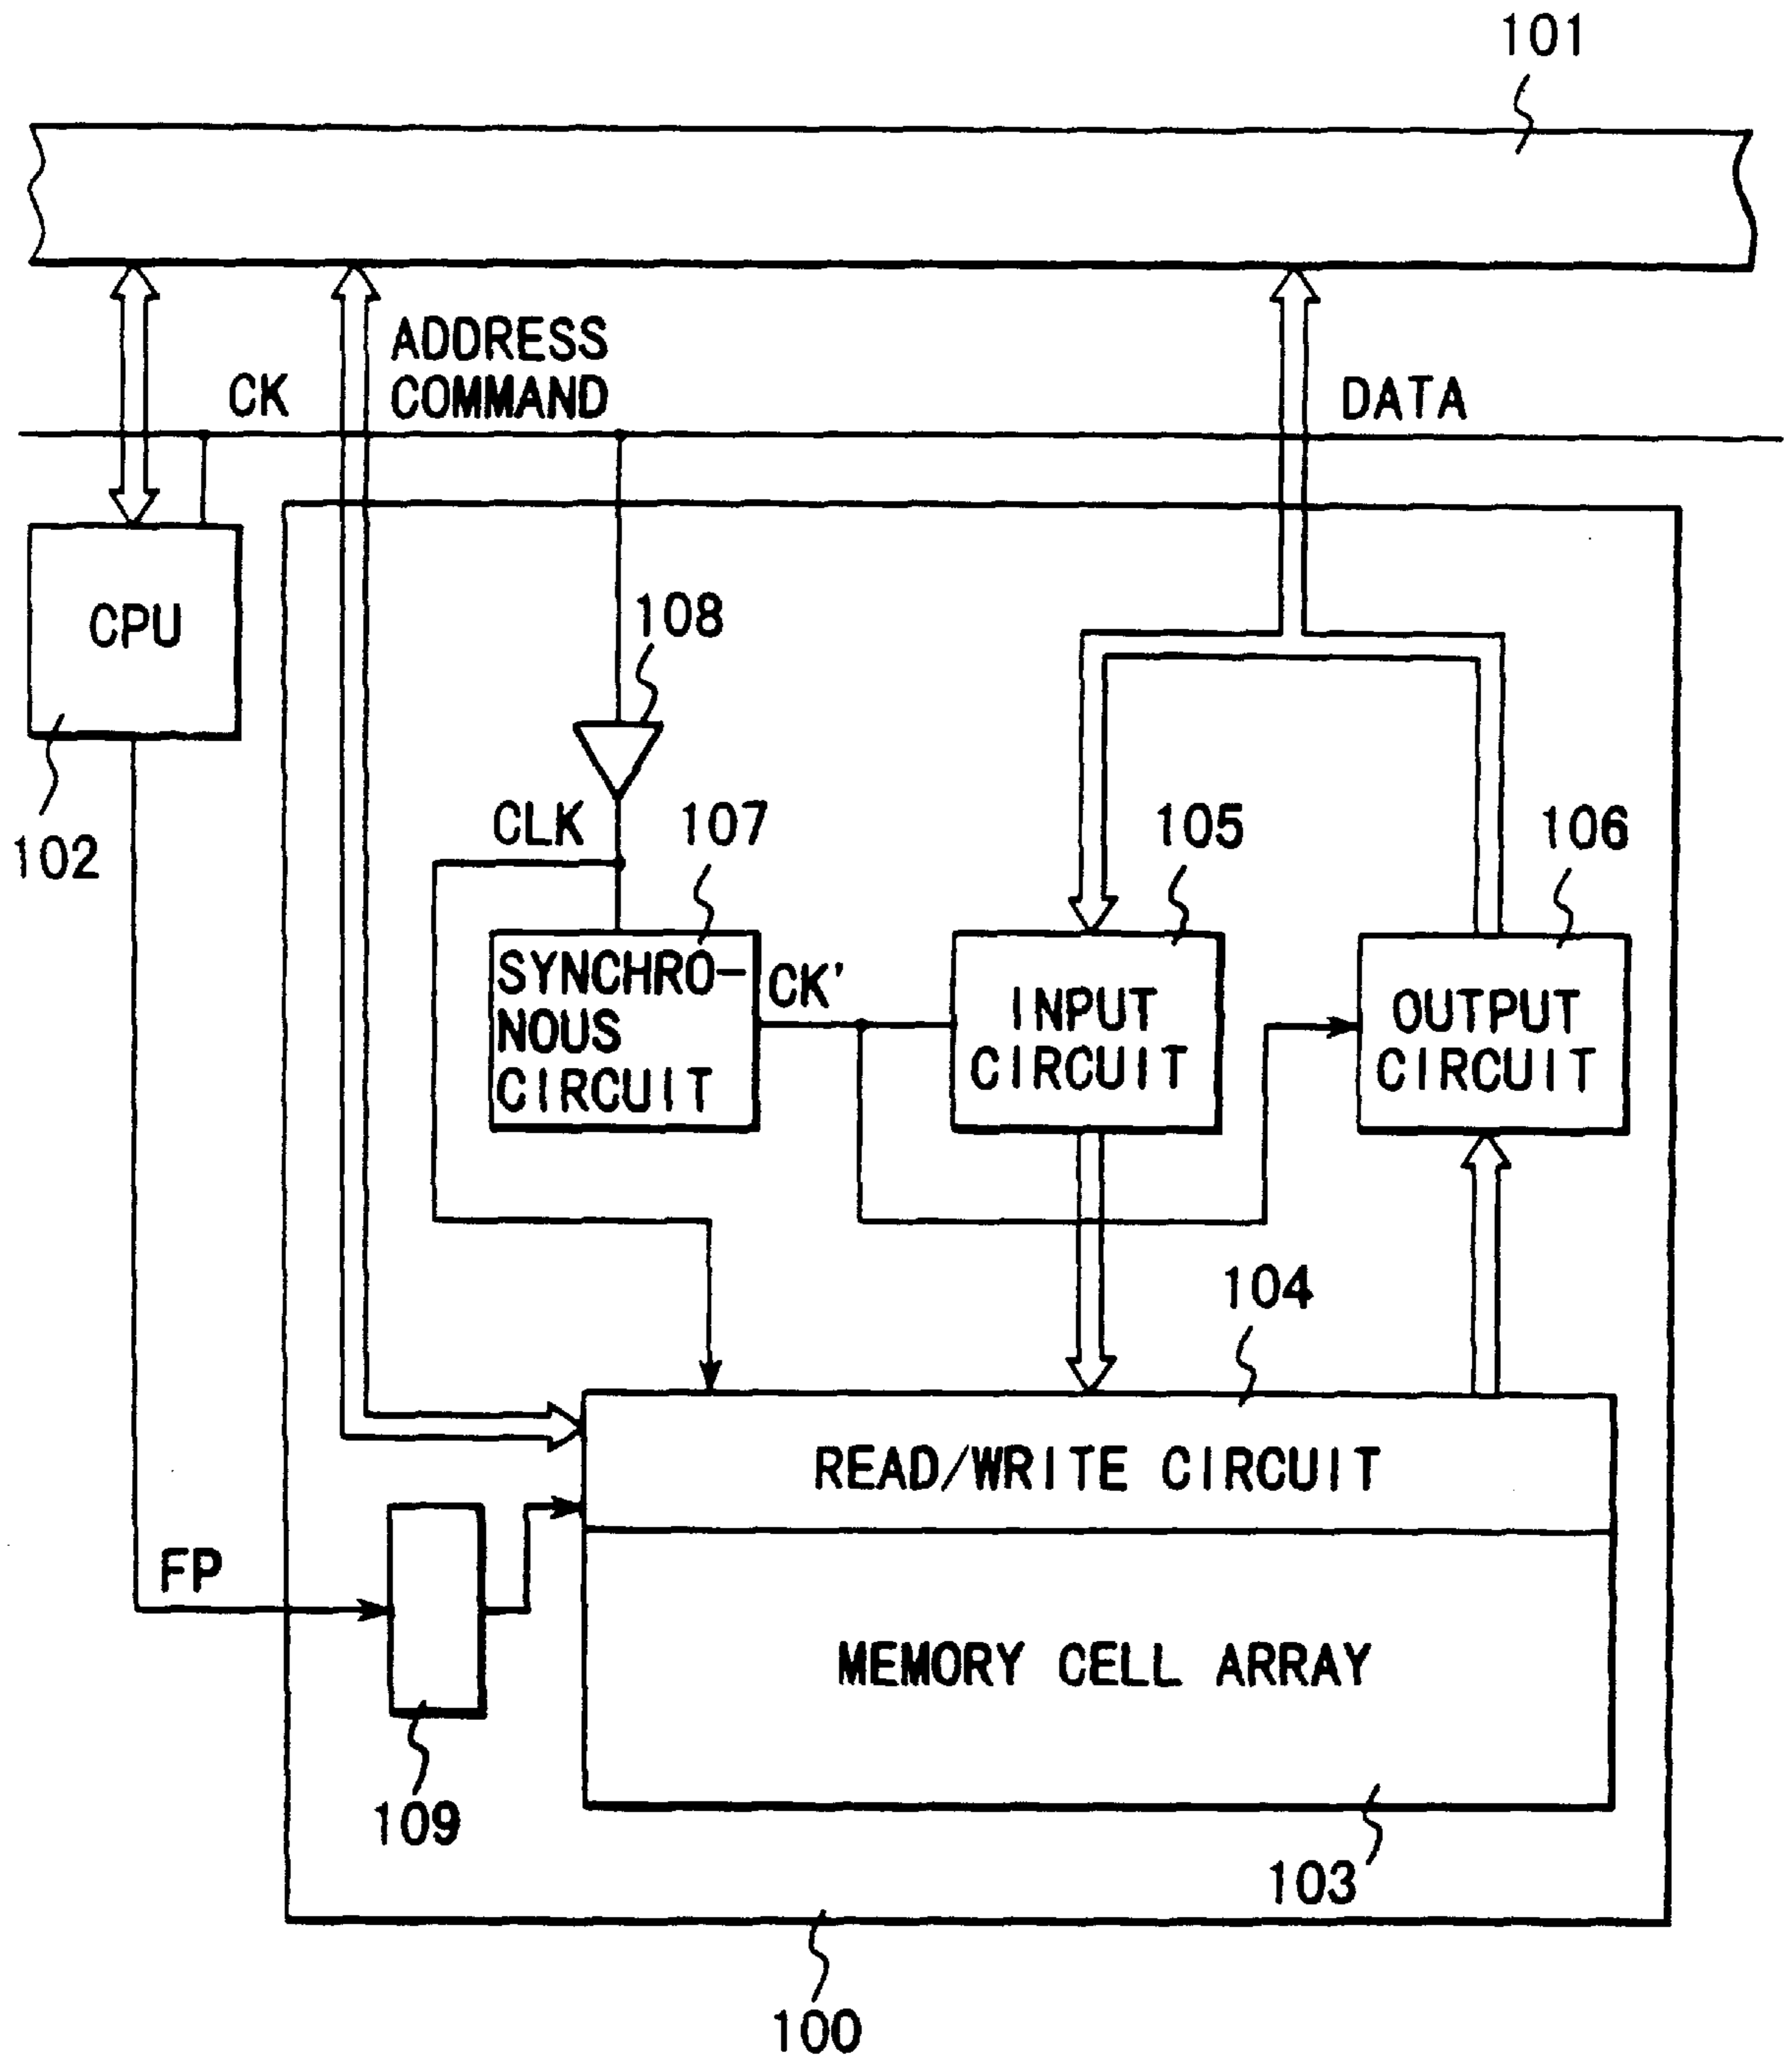 101
ADDRESS
CK
COMMAND
DATA
CPU
108
102
CLK
107
105
106
SYNCHRO-
NOUS
CIRCUIT
CK'
INPUT
CIRCUIT
OUTPUT
CIRCUIT
104
READ/WRITE CIRCUIT
FP
MEMORY CELL ARRAY
109
103
100